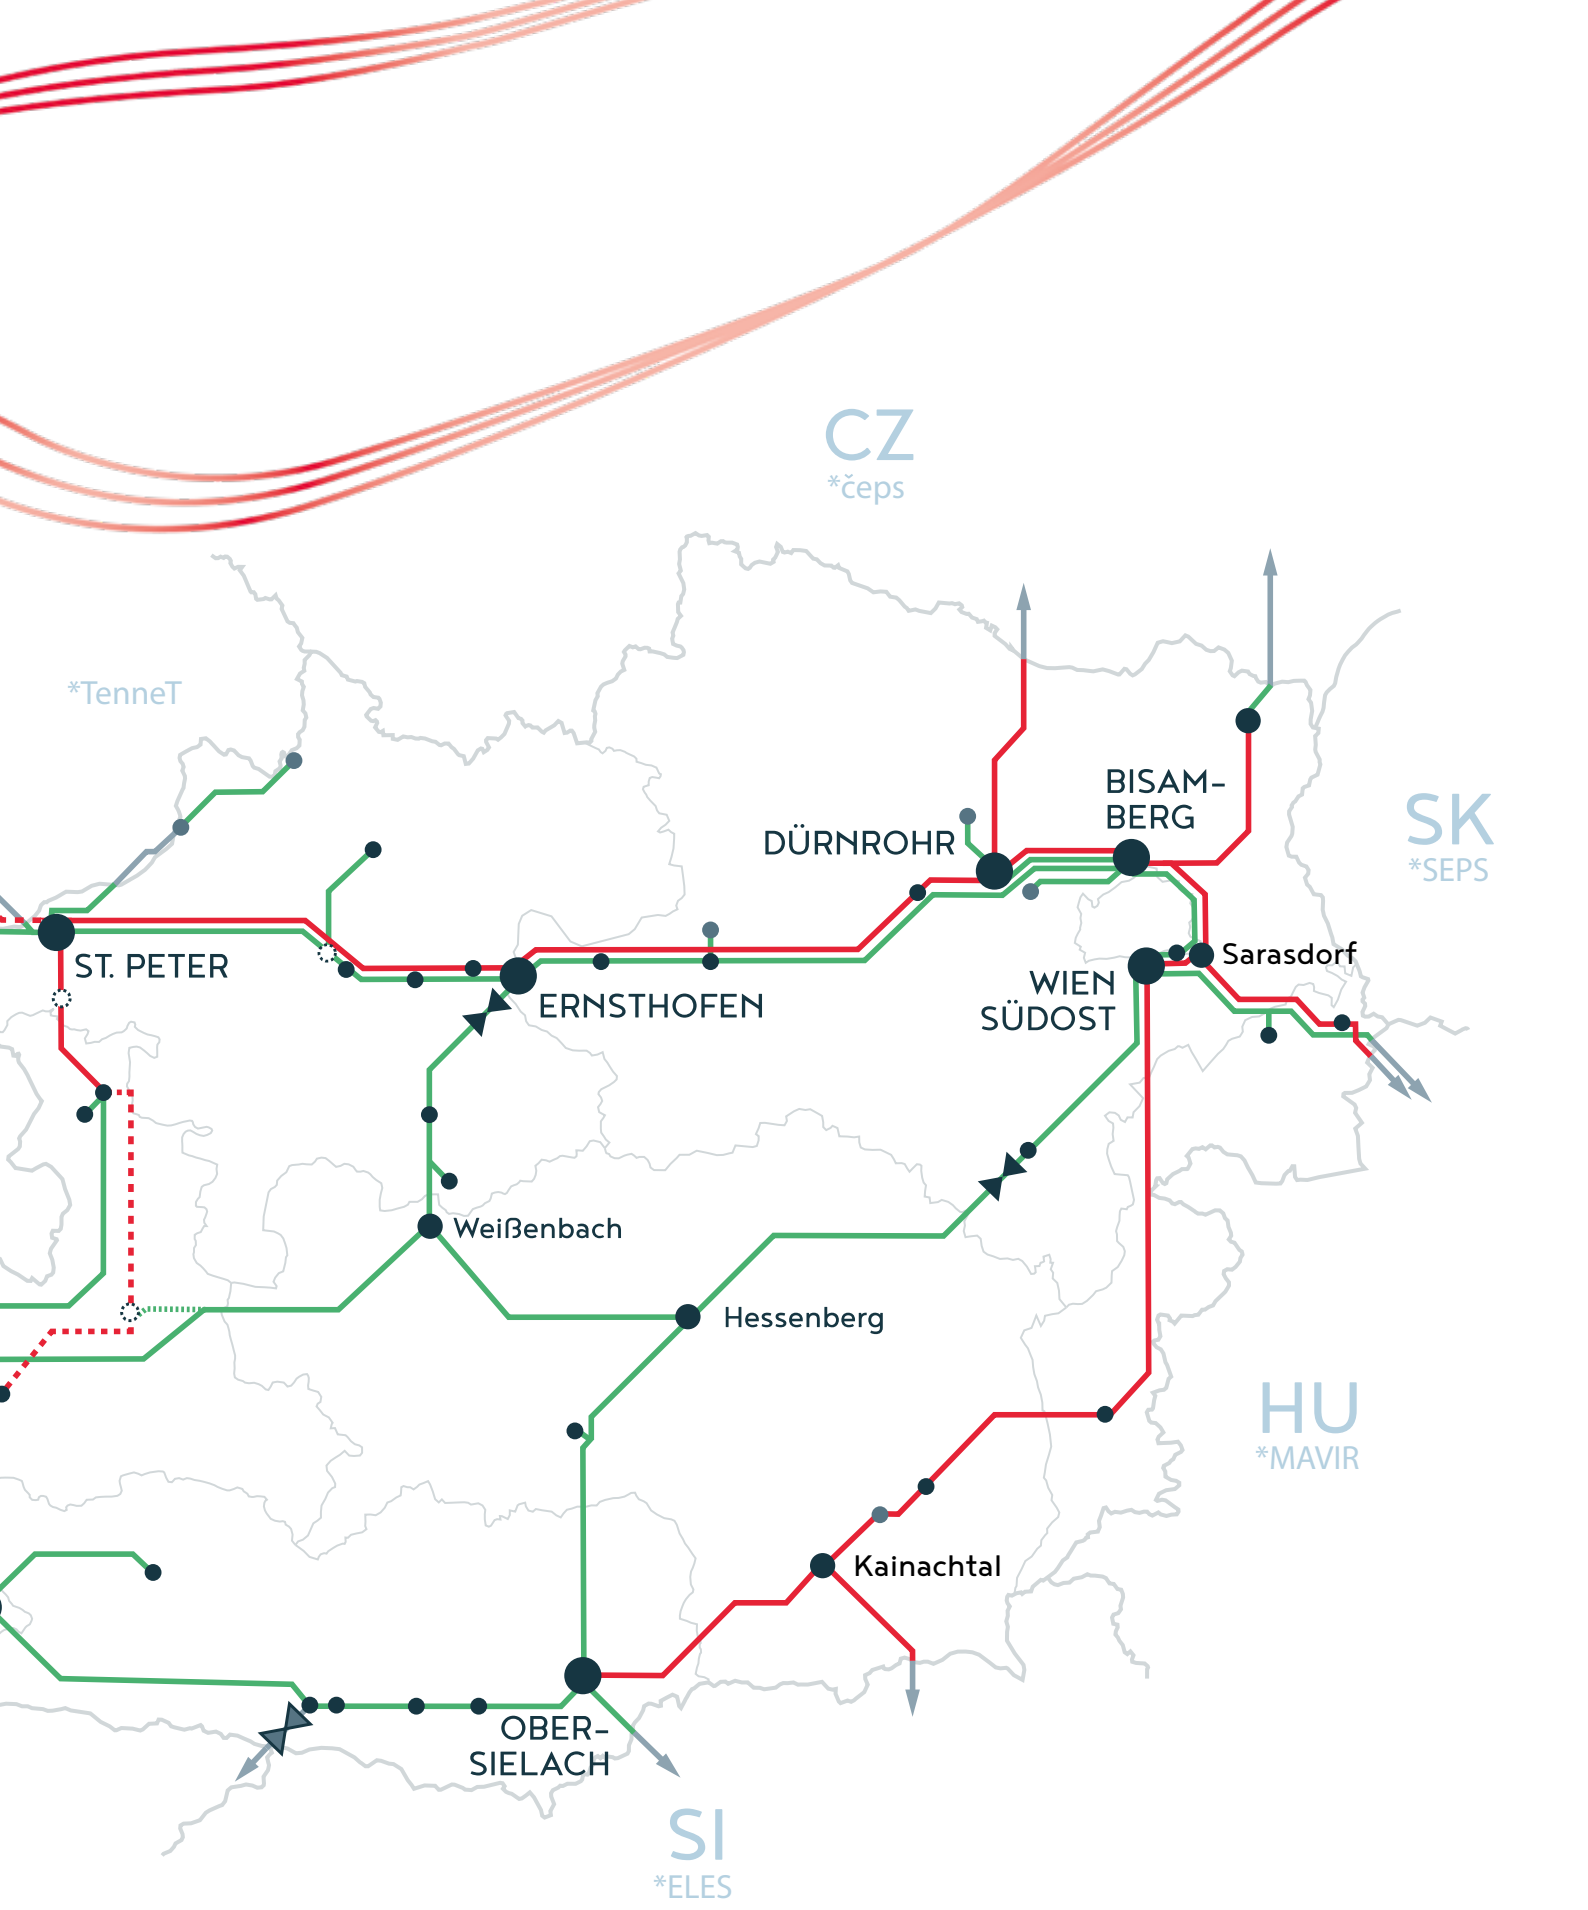 CZ
*čeps
*TenneT
BISAM-
BERG
DÜRNROHR
SK
*SEPS
ST. PETER
Sarasdorf
WIEN
SÜDOST
ERNSTHOFEN
Weißenbach
Hessenberg
HU
*MAVIR
Kainachtal
OBER-
SIELACH
SI
*ELES